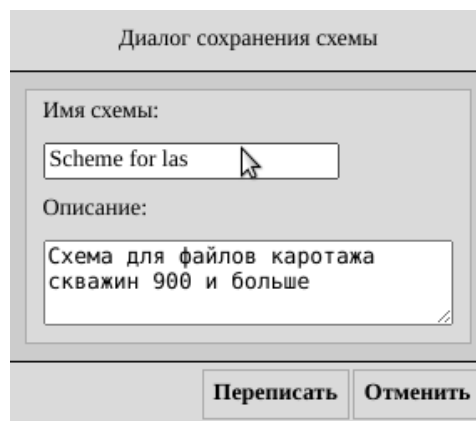 Диалог сохранения схемы
Имя схемы:
Scheme for las
Описание:
Схема для файлов каротажа
скважин 900 и больше
Переписать Отменить